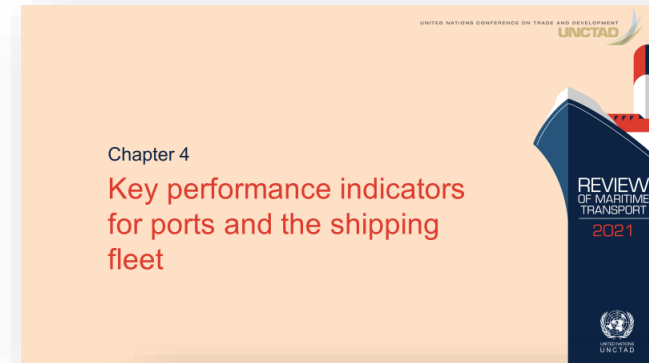 UNITED NATIONS CONFERENCE ON TRADE AND DEVELOPMENT
UNCTAD
Chapter 4
Key performance indicators
for ports and the shipping
fleet
REVIEW
OF MARITIME
TRANSPORT
2021
UNITED NATIONS
UNCTAD